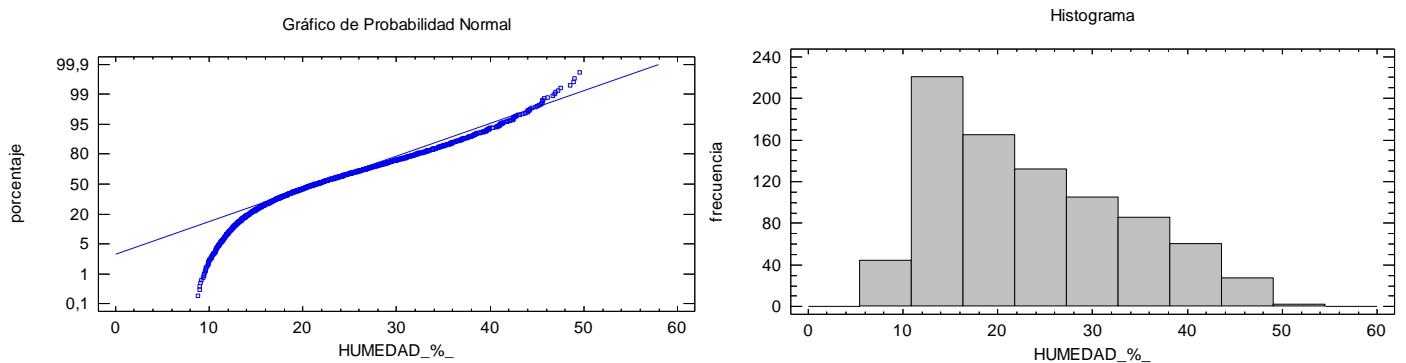 Gráfico de Probabilidad Normal
99,9
99
95
80
50
20
5
1
0,1
porcentaje
0 10 20 30 40 50 60
HUMEDAD_%_
Histograma
240
200
160
120
80
40
0
frecuencia
0 10 20 30 40 50 60
HUMEDAD_%_